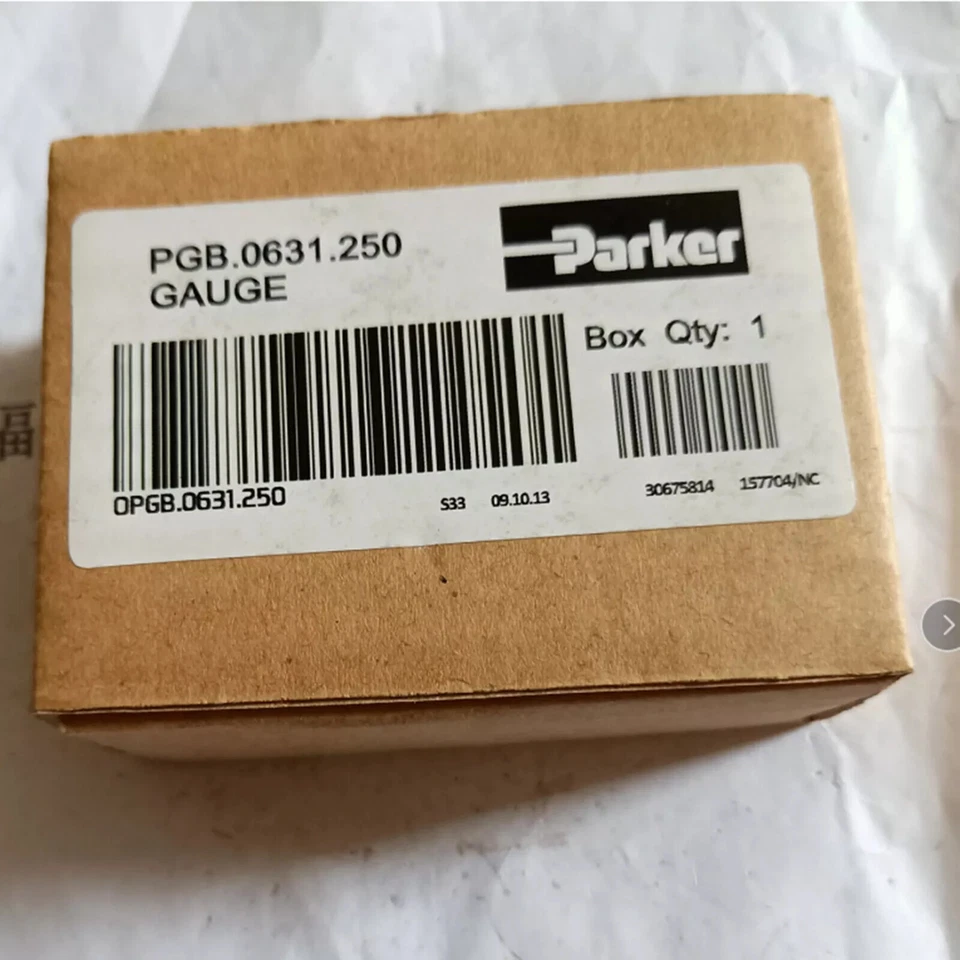 PGB.0631.250
GAUGE
Parker
Box Qty: 1
OPGB.0631.250
S33 09.10.13
30675814 157704/NC